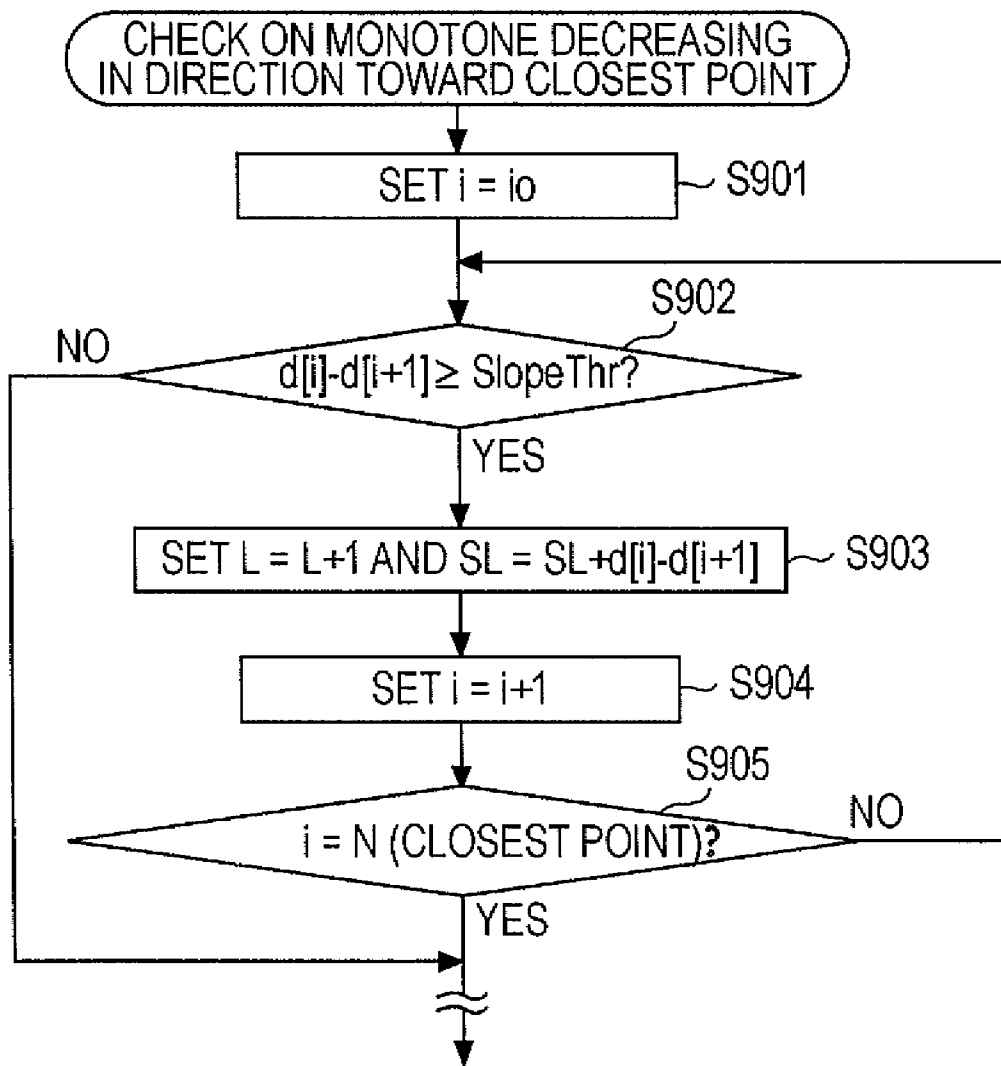 CHECK ON MONOTONE DECREASING
IN DIRECTION TOWARD CLOSEST POINT
SET i = io
S901
S902
NO
d[i]-d[i+1] ≥ SlopeThr?
YES
SET L = L+1 AND SL = SL+d[i]-d[i+1]
S903
SET i = i+1
S904
S905
i = N (CLOSEST POINT)?
NO
YES